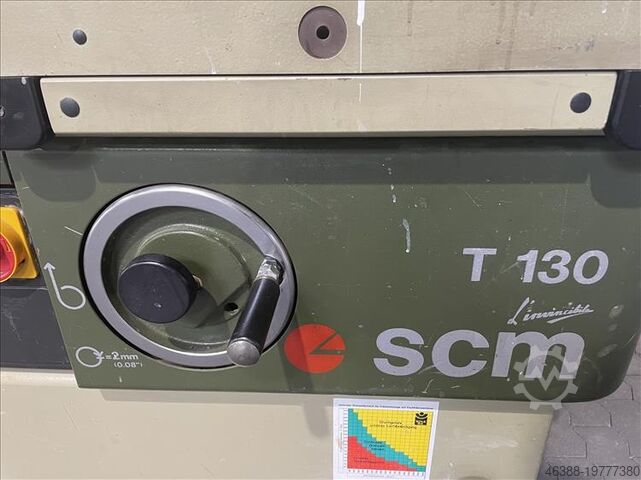 T 130
L'invincibile
scm
=2mm
(0.08")
46388-19777380